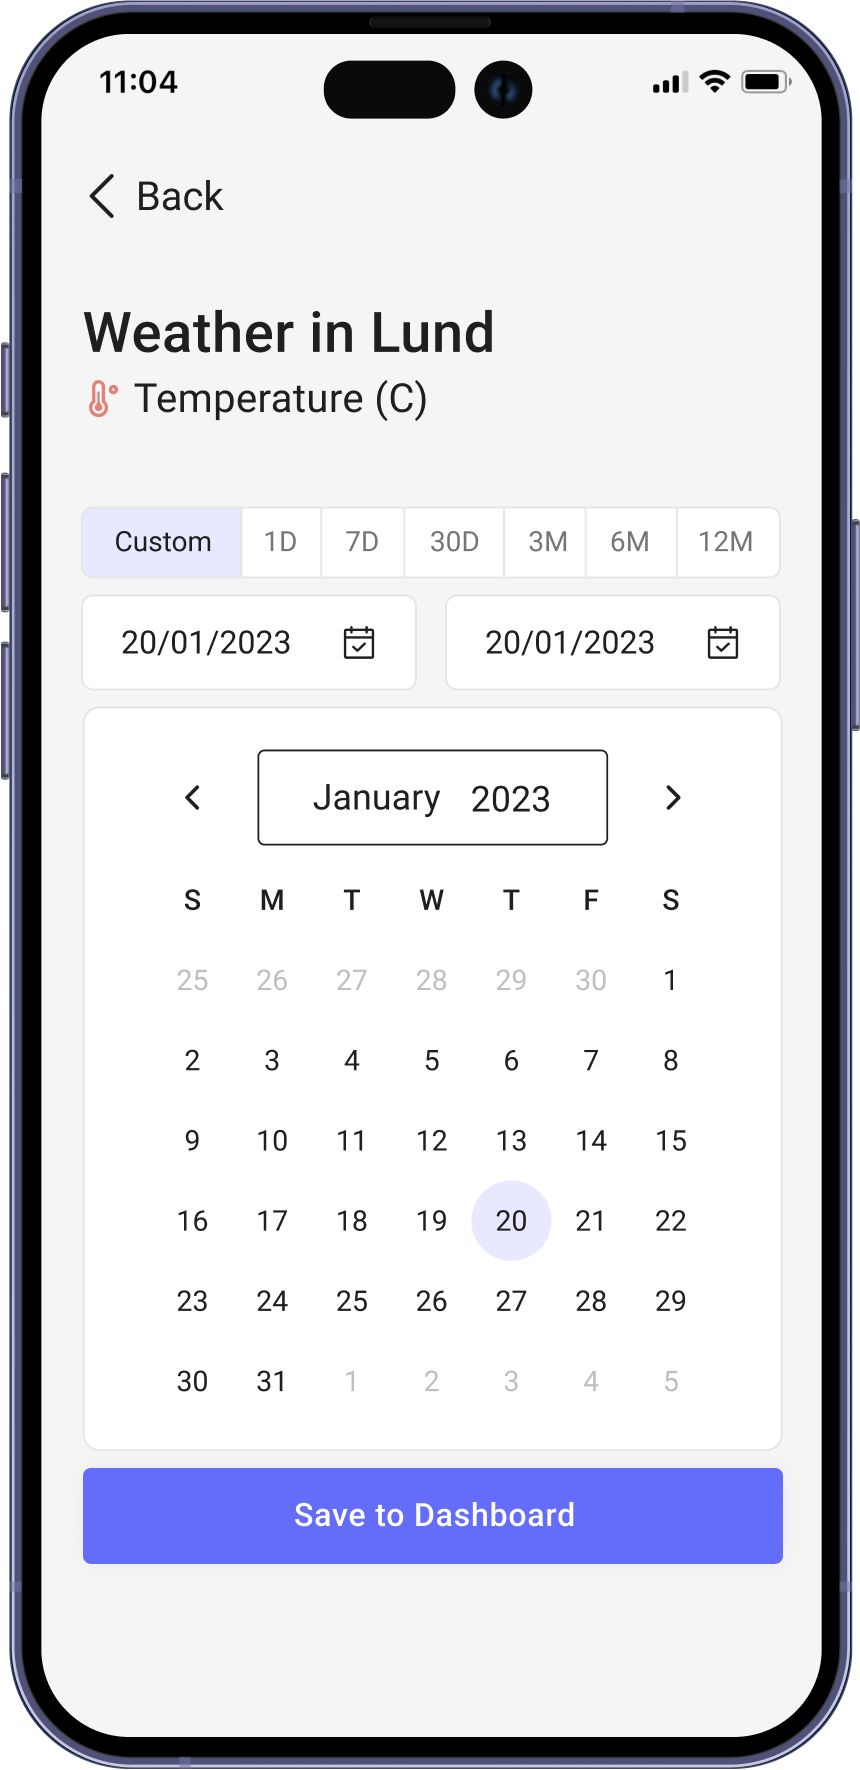 11:04
Back
Weather in Lund
Temperature (C)
Custom 1D 7D 30D 3M 6M 12M
20/01/2023 20/01/2023
January 2023
S M T W T F S
25 26 27 28 29 30 1
2 3 4 5 6 7 8
9 10 11 12 13 14 15
16 17 18 19 20 21 22
23 24 25 26 27 28 29
30 31 1 2 3 4 5
Save to Dashboard